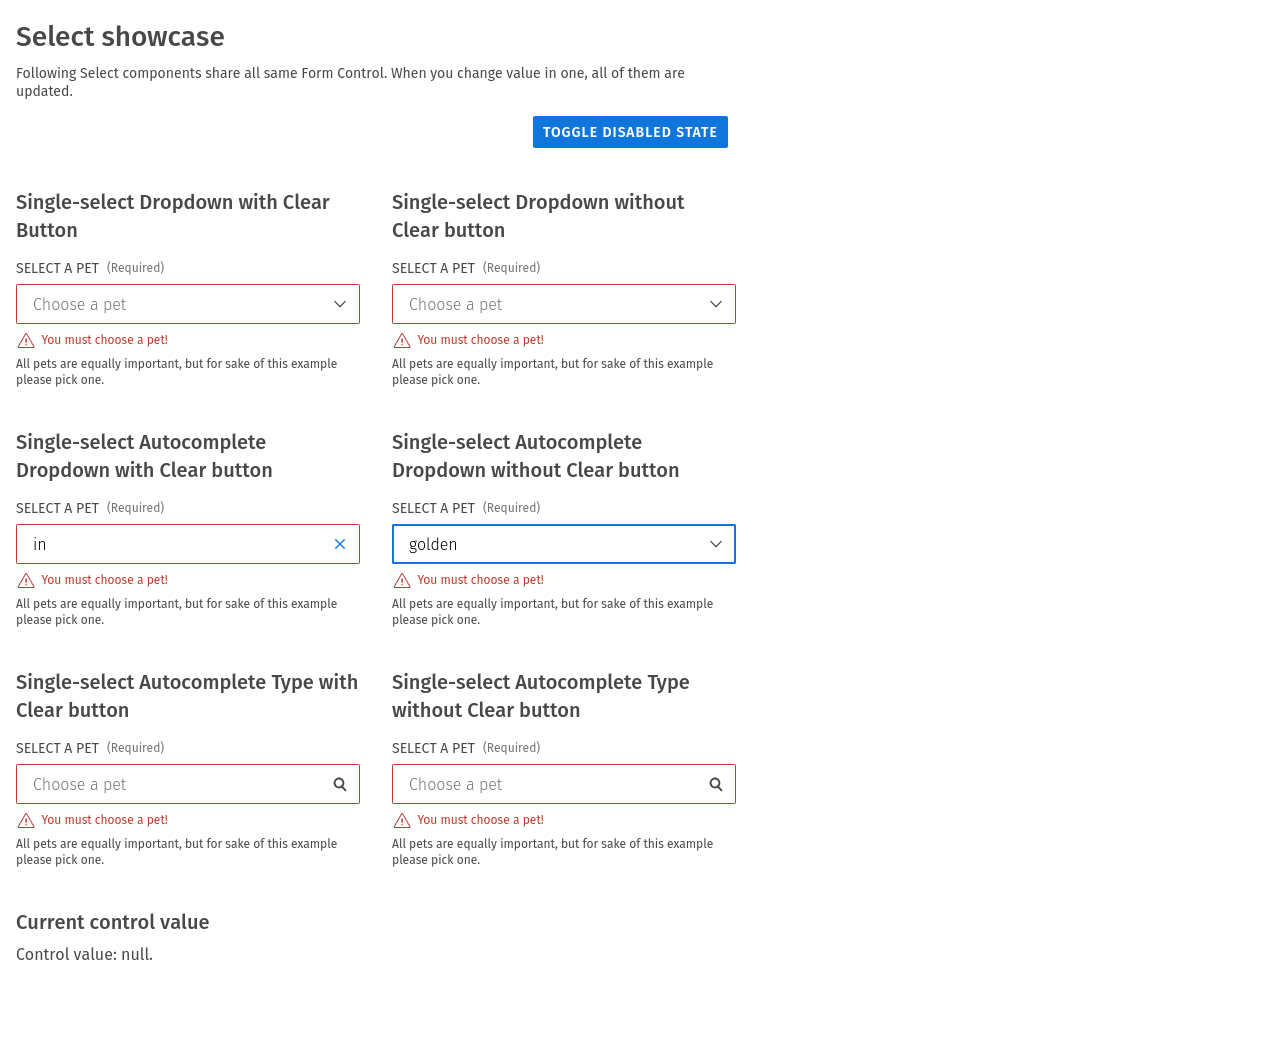 Select showcase
Following Select components share all same Form Control. When you change value in one, all of them are
updated.
TOGGLE DISABLED STATE
Single-select Dropdown with Clear
Button
SELECT A PET (Required)
Choose a pet
You must choose a pet!
All pets are equally important, but for sake of this example
please pick one.
Single-select Dropdown without
Clear button
SELECT A PET (Required)
Choose a pet
You must choose a pet!
All pets are equally important, but for sake of this example
please pick one.
Single-select Autocomplete
Dropdown with Clear button
SELECT A PET (Required)
in
You must choose a pet!
All pets are equally important, but for sake of this example
please pick one.
Single-select Autocomplete
Dropdown without Clear button
SELECT A PET (Required)
golden
You must choose a pet!
All pets are equally important, but for sake of this example
please pick one.
Single-select Autocomplete Type with
Clear button
SELECT A PET (Required)
Choose a pet
You must choose a pet!
All pets are equally important, but for sake of this example
please pick one.
Single-select Autocomplete Type
without Clear button
SELECT A PET (Required)
Choose a pet
You must choose a pet!
All pets are equally important, but for sake of this example
please pick one.
Current control value
Control value: null.